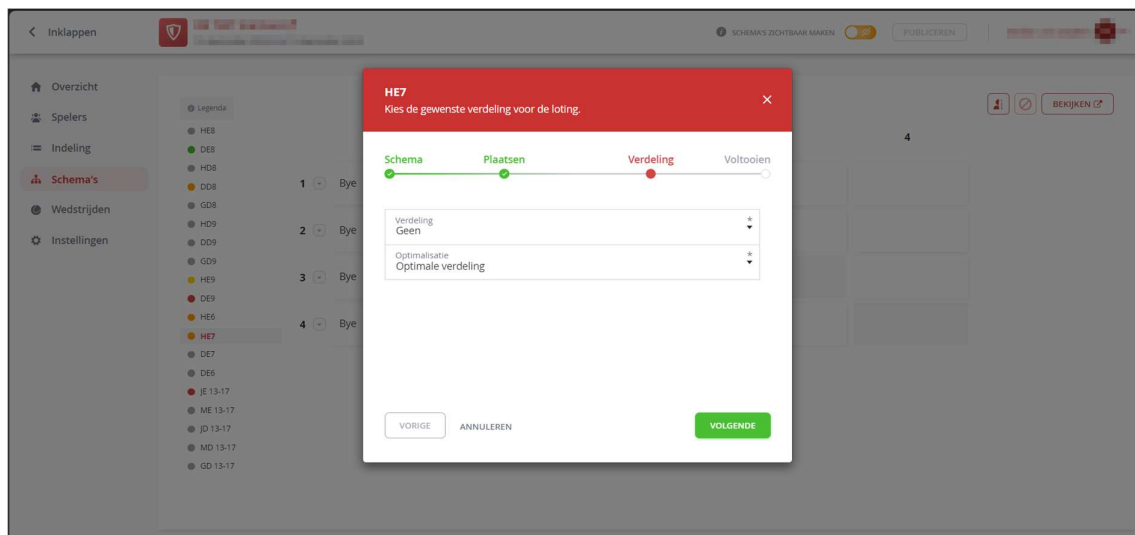 Inklappen
SCHEMA'S ZICHTBAAR MAKEN
PUBLICEREN
Overzicht
Spelers
Indeling
Schema's
Wedstrijden
Instellingen
Legenda
HE8
DE8
HD8
DD8
GD8
HD9
DD9
GD9
HE9
DE9
HE6
HE7
DE7
DE6
JE 13-17
ME 13-17
JD 13-17
MD 13-17
GD 13-17
BEKIJKEN
4
1 Bye
2 Bye
3 Bye
4 Bye
HE7
Kies de gewenste verdeling voor de loting.
Schema Plaatsen Verdeling Voltooien
Verdeling *
Geen
Optimalisatie *
Optimale verdeling
VORIGE ANNULEREN VOLGENDE